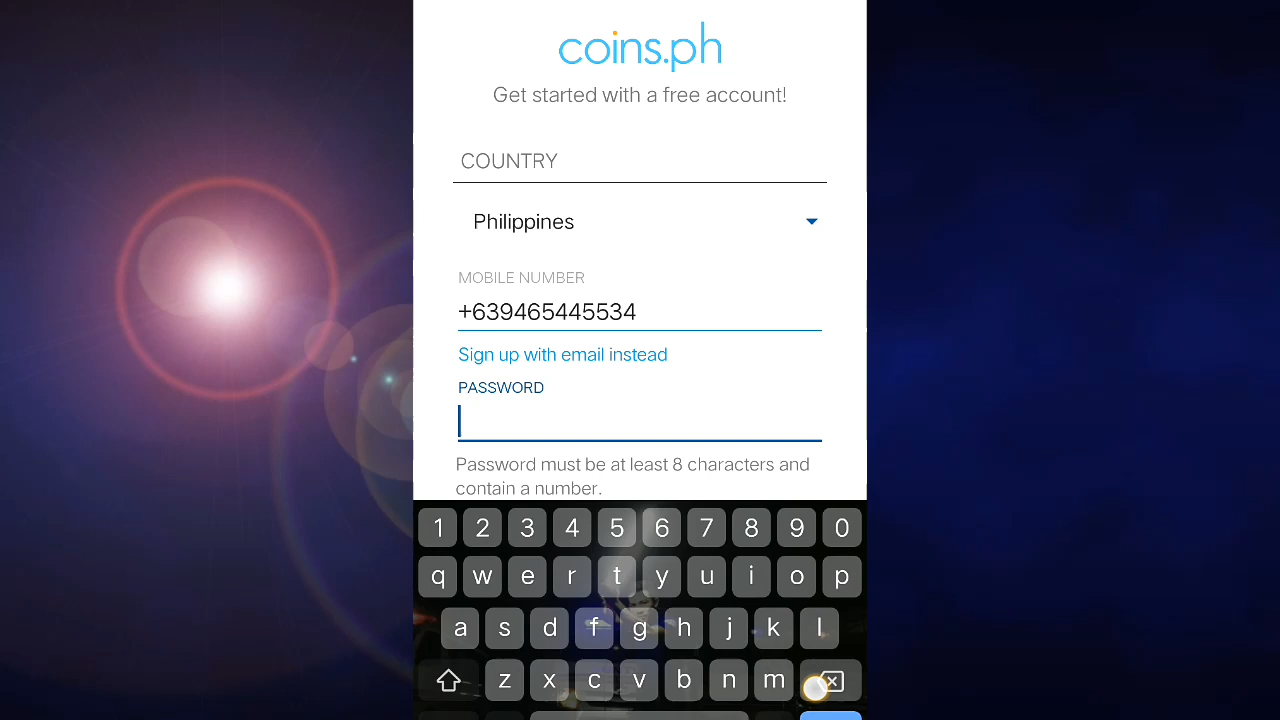 coins.ph
Get started with a free account!
COUNTRY
Philippines
MOBILE NUMBER
+639465445534
Sign up with email instead
PASSWORD
Password must be at least 8 characters and
contain a number.
1 2 3 4 5 6 7 8 9 0
q w e r t y u i o p
a s d f g h j k l
z x c v b n m